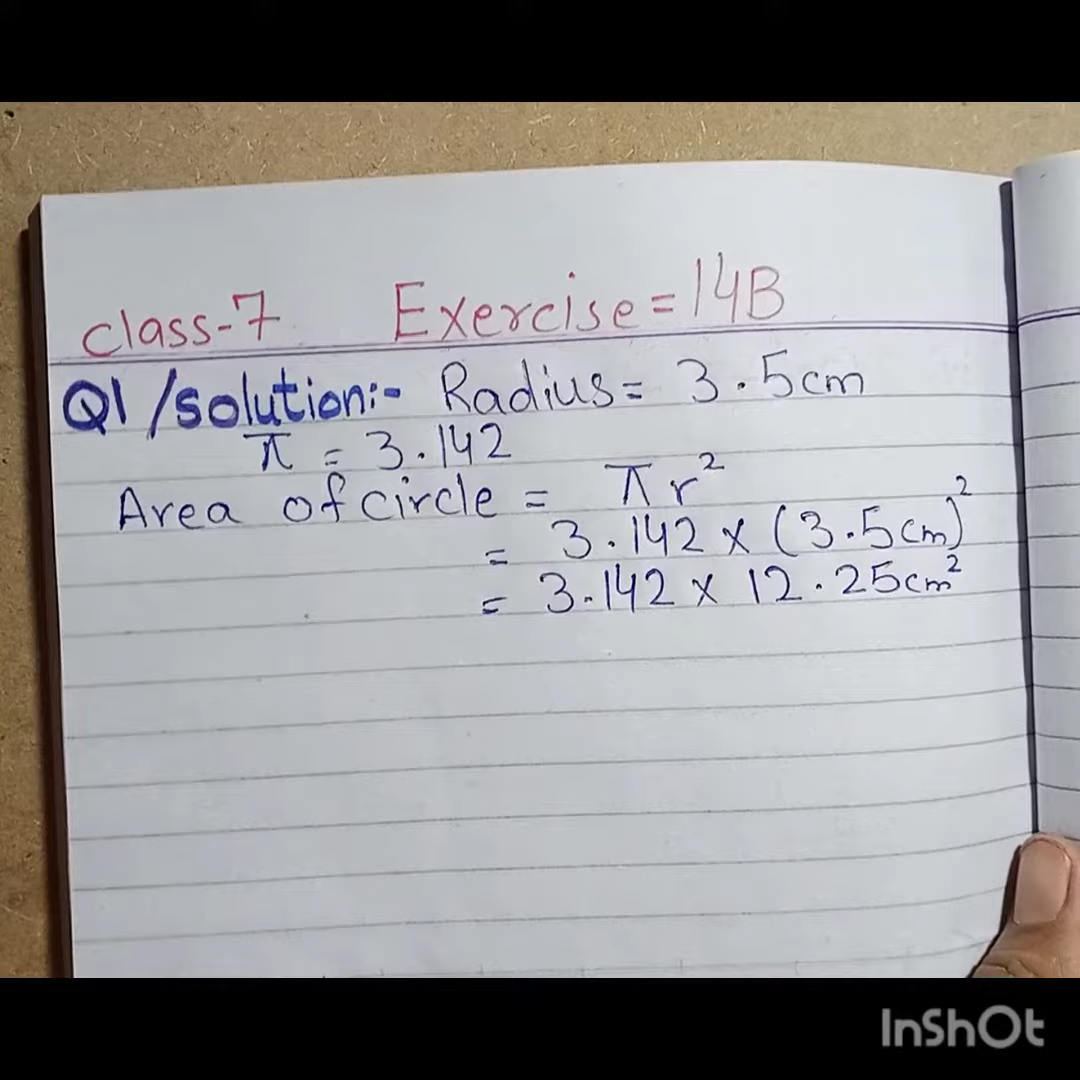 class-7 Exercise = 14B
Q1/solution:- Radius = 3.5cm
π = 3.142
Area of circle = πr²
= 3.142 × (3.5cm)²
= 3.142 × 12.25cm²
InShOt